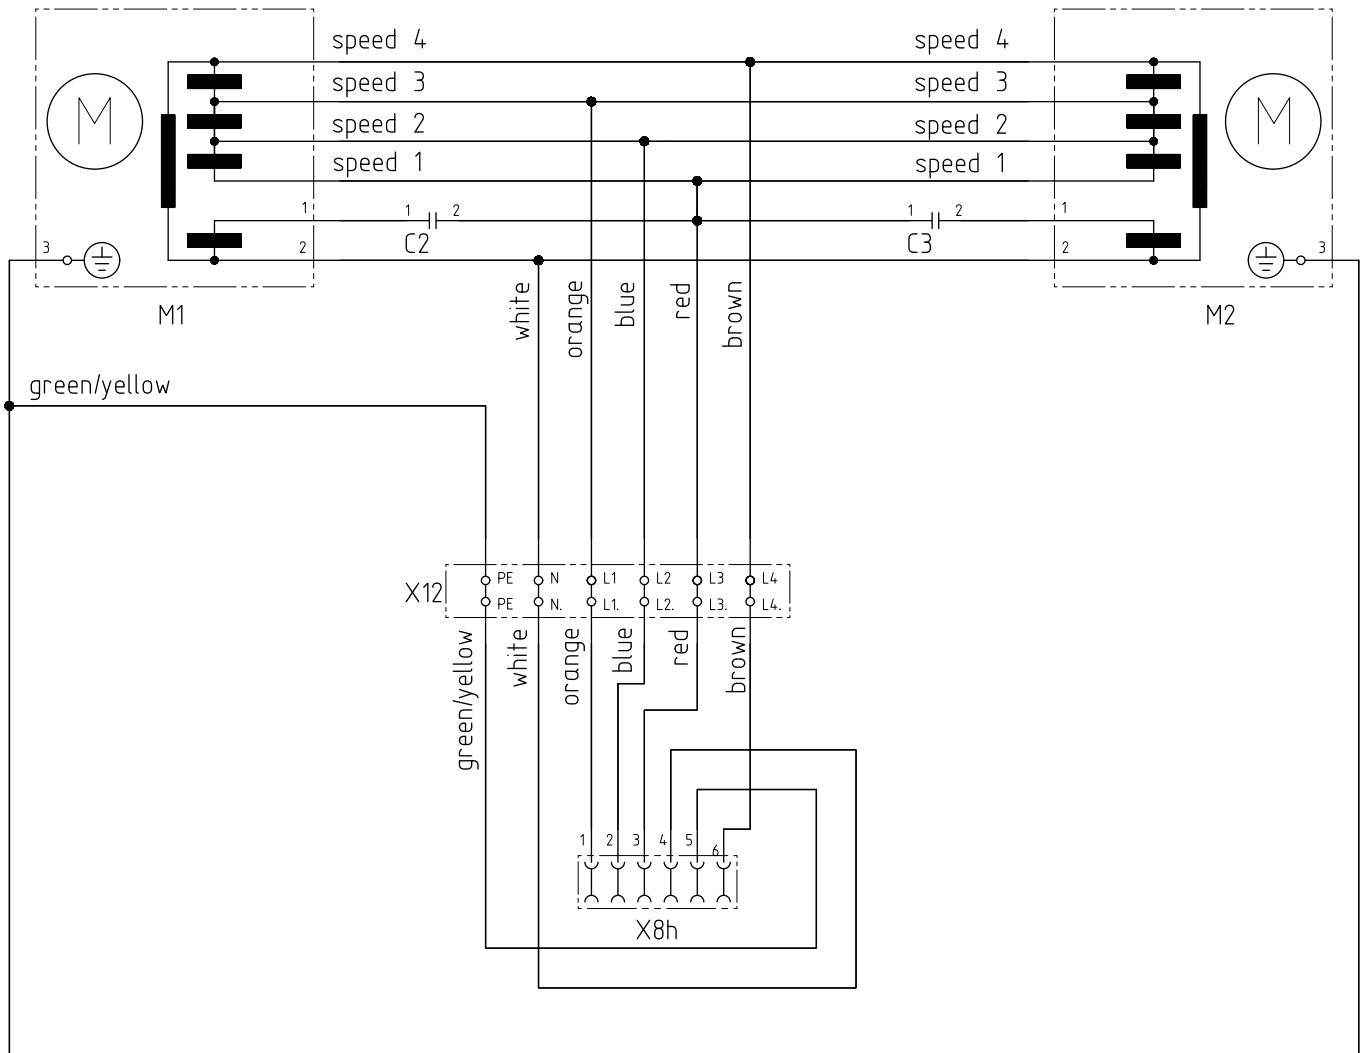 speed 4 speed 4
speed 3 speed 3
M M
speed 2 speed 2
speed 1 speed 1
1 1 2 1 2 1
C2 C3
3 2 2 3
M1 M2
white orange blue red brown
green/yellow
X12
PE N L1 L2 L3 L4
PE N. L1. L2. L3. L4.
green/yellow white orange blue red brown
1 2 3 4 5 6
X8h